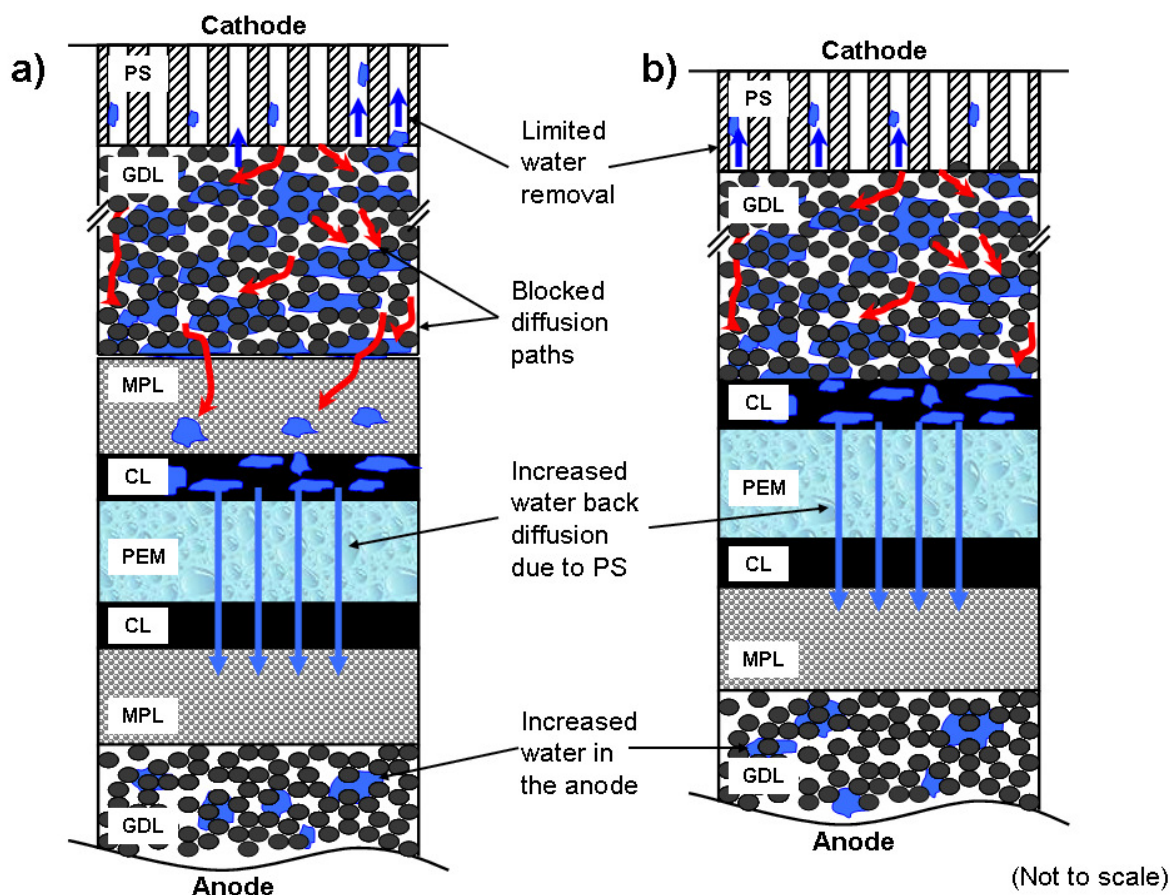 Cathode
a)
PS
GDL
MPL
CL
PEM
CL
MPL
GDL
Anode
Limited
water
removal
Blocked
diffusion
paths
Increased
water back
diffusion
due to PS
Increased
water in
the anode
Cathode
b)
PS
GDL
CL
PEM
CL
MPL
GDL
Anode
(Not to scale)